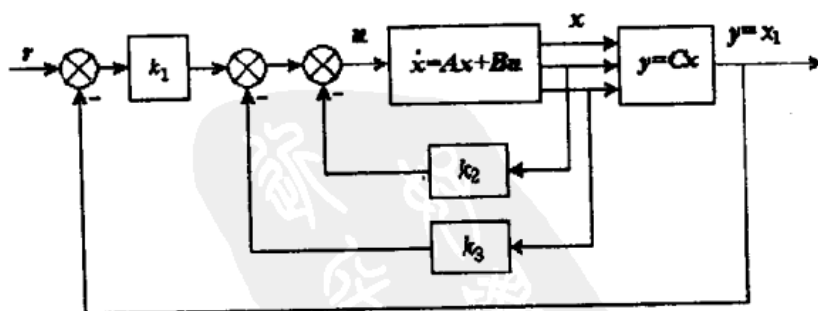 r
k₁
u
ẋ=Ax+Bu
x
y=Cx
y=x₁
-
-
-
k₂
k₃